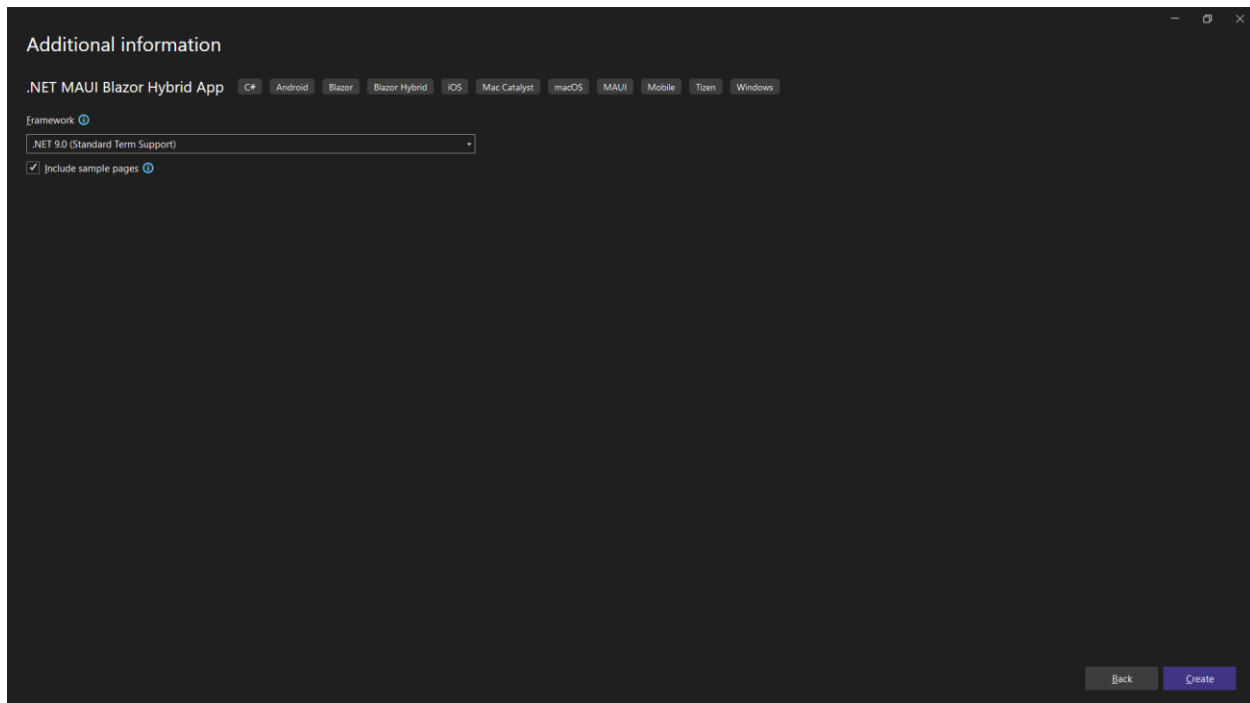 Additional information
.NET MAUI Blazor Hybrid App C# Android Blazor Blazor Hybrid iOS Mac Catalyst macOS MAUI Mobile Tizen Windows
Framework
.NET 9.0 (Standard Term Support)
Include sample pages
Back Create